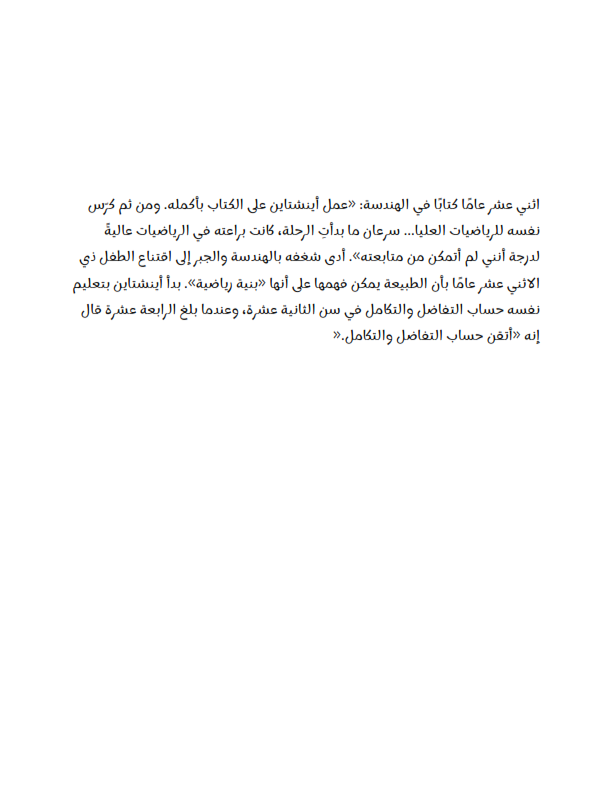 اثني عشر عامًا كتابًا في الهندسة: «عمل أينشتاين على الكتاب بأكمله. ومن ثم كرّس
نفسه للرياضيات العليا... سرعان ما بدأتِ الرحلة، كانت براعته في الرياضيات عاليةً
لدرجة أنني لم أتمكن من متابعته». أدى شغفه بالهندسة والجبر إلى اقتناع الطفل ذي
الاثني عشر عامًا بأن الطبيعة يمكن فهمها على أنها «بنية رياضية». بدأ أينشتاين بتعليم
نفسه حساب التفاضل والتكامل في سن الثانية عشرة، وعندما بلغ الرابعة عشرة قال
إنه «أتقن حساب التفاضل والتكامل.«